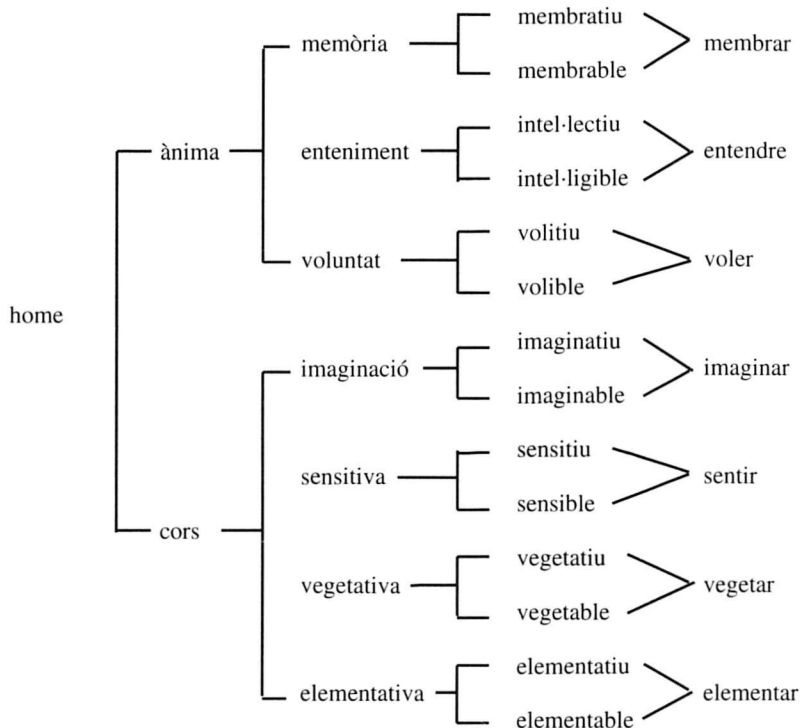 membratiu
memòria
membrar
membrable
intel·lectiu
ànima
enteniment
entendre
intel·ligible
volitiu
voluntat
voler
volible
home
imaginatiu
imaginació
imaginar
imaginable
sensitiu
sensitiva
sentir
sensible
cors
vegetatiu
vegetativa
vegetar
vegetable
elementatiu
elementativa
elementar
elementable